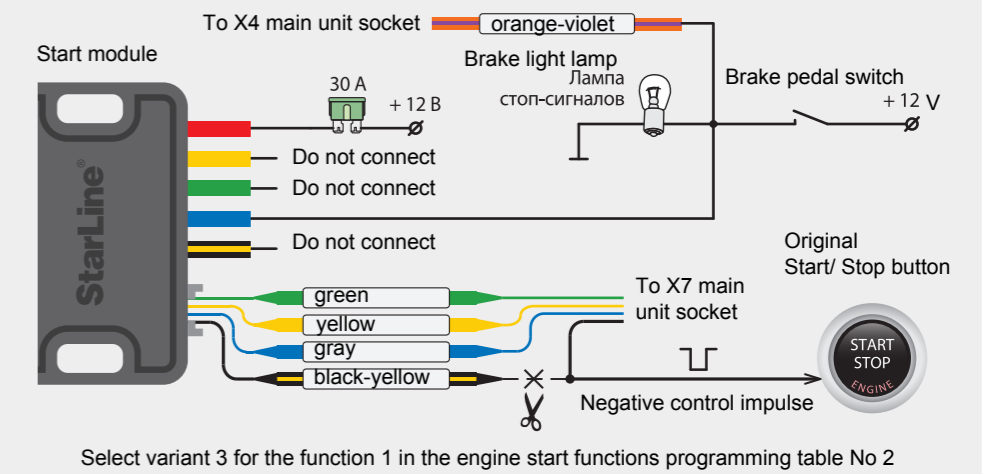 To X4 main unit socket
orange-violet
Start module
Brake light lamp
Лампа
стоп-сигналов
Brake pedal switch
30 A
+ 12 В
+ 12 V
Do not connect
Do not connect
Do not connect
StarLine®
Original
Start/ Stop button
green
yellow
gray
black-yellow
To X7 main
unit socket
START
STOP
ENGINE
Negative control impulse
Select variant 3 for the function 1 in the engine start functions programming table No 2